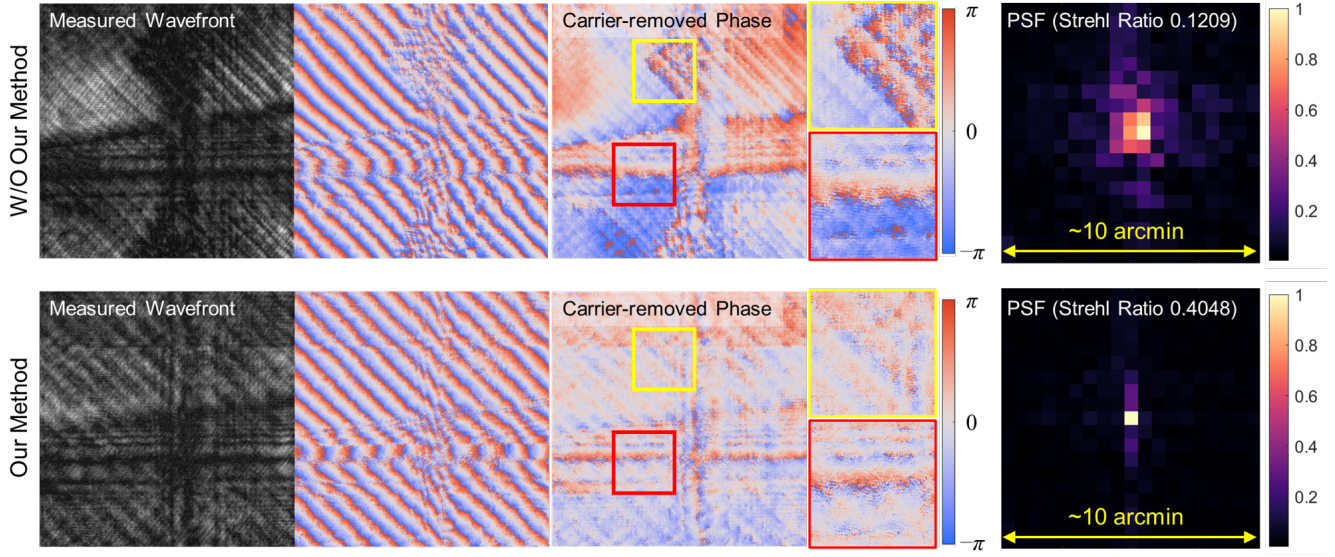 W/O Our Method
Measured Wavefront
Carrier-removed Phase
π
0
−π
PSF (Strehl Ratio 0.1209)
~10 arcmin
1
0.8
0.6
0.4
0.2
Our Method
Measured Wavefront
Carrier-removed Phase
π
0
−π
PSF (Strehl Ratio 0.4048)
~10 arcmin
1
0.8
0.6
0.4
0.2